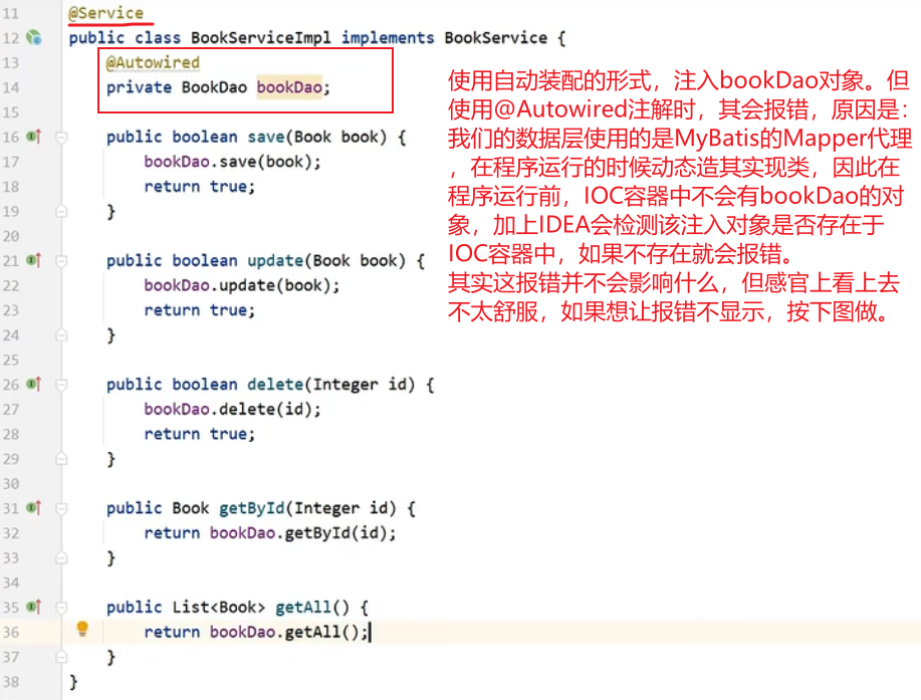 11 @Service
12 public class BookServiceImpl implements BookService {
13 @Autowired
14 private BookDao bookDao;
15
16 public boolean save(Book book) {
17 bookDao.save(book);
18 return true;
19 }
20
21 public boolean update(Book book) {
22 bookDao.update(book);
23 return true;
24 }
25
26 public boolean delete(Integer id) {
27 bookDao.delete(id);
28 return true;
29 }
30
31 public Book getById(Integer id) {
32 return bookDao.getById(id);
33 }
34
35 public List<Book> getAll() {
36 return bookDao.getAll();
37 }
38 }
使用自动装配的形式，注入bookDao对象。但
使用@Autowired注解时，其会报错，原因是：
我们的数据层使用的是MyBatis的Mapper代理
，在程序运行的时候动态造其实现类，因此在
程序运行前，IOC容器中不会有bookDao的对
象，加上IDEA会检测该注入对象是否存在于
IOC容器中，如果不存在就会报错。
其实这报错并不会影响什么，但感官上看上去
不太舒服，如果想让报错不显示，按下图做。